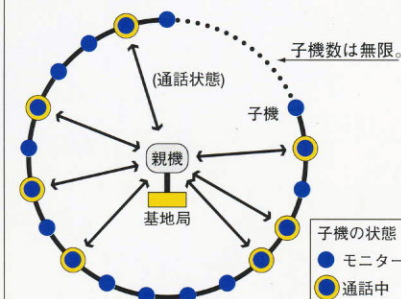 子機数は無限。
(通話状態)
子機
親機
基地局
子機の状態
モニター
通話中